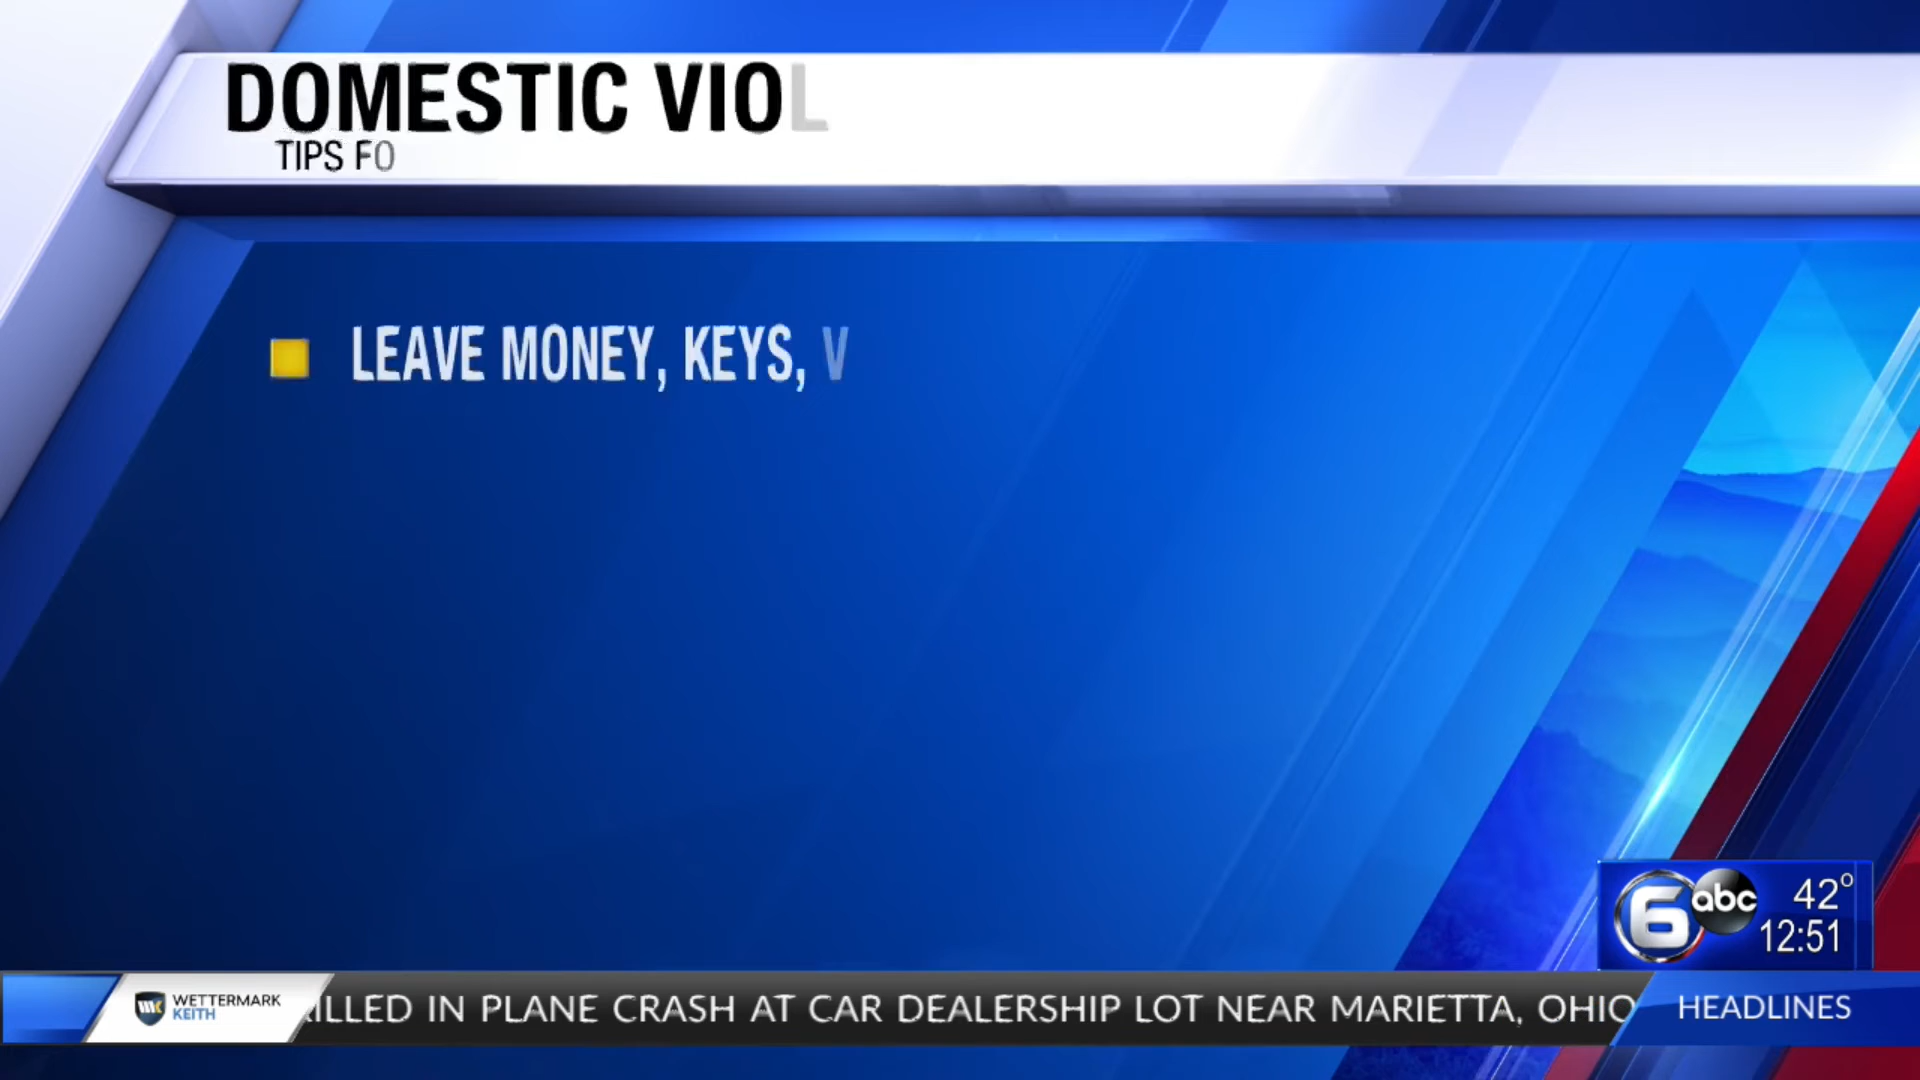 DOMESTIC VIOL
TIPS FO
LEAVE MONEY, KEYS, V
6 abc 42°
12:51
WETTERMARK
KEITH
ILLED IN PLANE CRASH AT CAR DEALERSHIP LOT NEAR MARIETTA, OHIO
HEADLINES